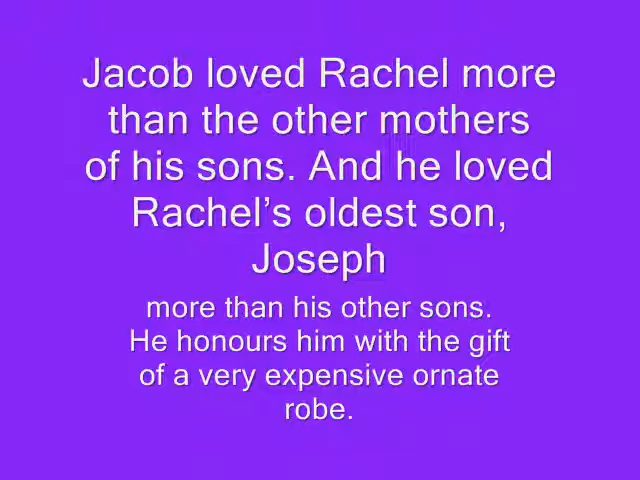 Jacob loved Rachel more
than the other mothers
of his sons. And he loved
Rachel’s oldest son,
Joseph
more than his other sons.
He honours him with the gift
of a very expensive ornate
robe.